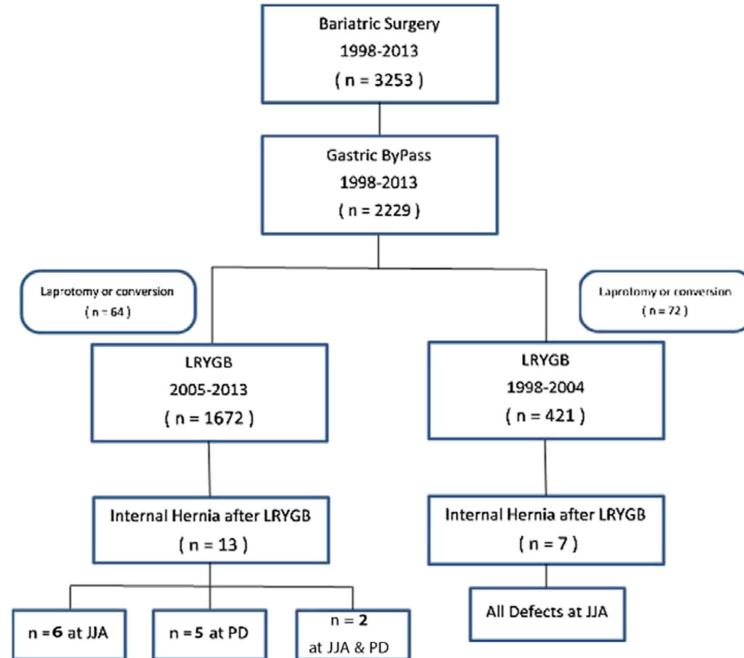 Bariatric Surgery
1998-2013
( n = 3253)
Gastric ByPass
1998-2013
( n = 2229)
Laprotomy or conversion
( n = 64 )
Laprotomy or conversion
( n = 72 )
LRYGB
2005-2013
( n = 1672)
LRYGB
1998-2004
( n = 421 )
Internal Hernia after LRYGB
( n = 13 )
Internal Hernia after LRYGB
( n = 7 )
n =6 at JJA
n =5 at PD
n = 2
at JJA & PD
All Defects at JJA